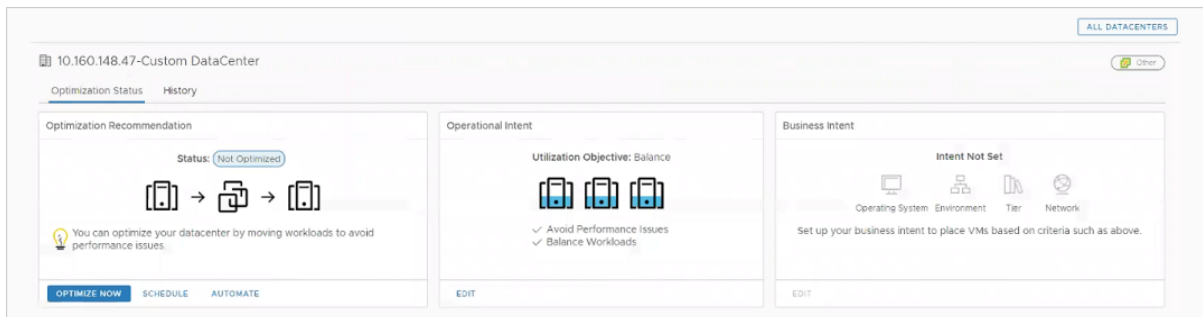 ALL DATACENTERS
10.160.148.47-Custom DataCenter
Other
Optimization Status
History
Optimization Recommendation
Status: Not Optimized
You can optimize your datacenter by moving workloads to avoid
performance issues.
OPTIMIZE NOW
SCHEDULE
AUTOMATE
Operational Intent
Utilization Objective: Balance
Avoid Performance Issues
Balance Workloads
EDIT
Business Intent
Intent Not Set
Operating System
Environment
Tier
Network
Set up your business intent to place VMs based on criteria such as above.
EDIT